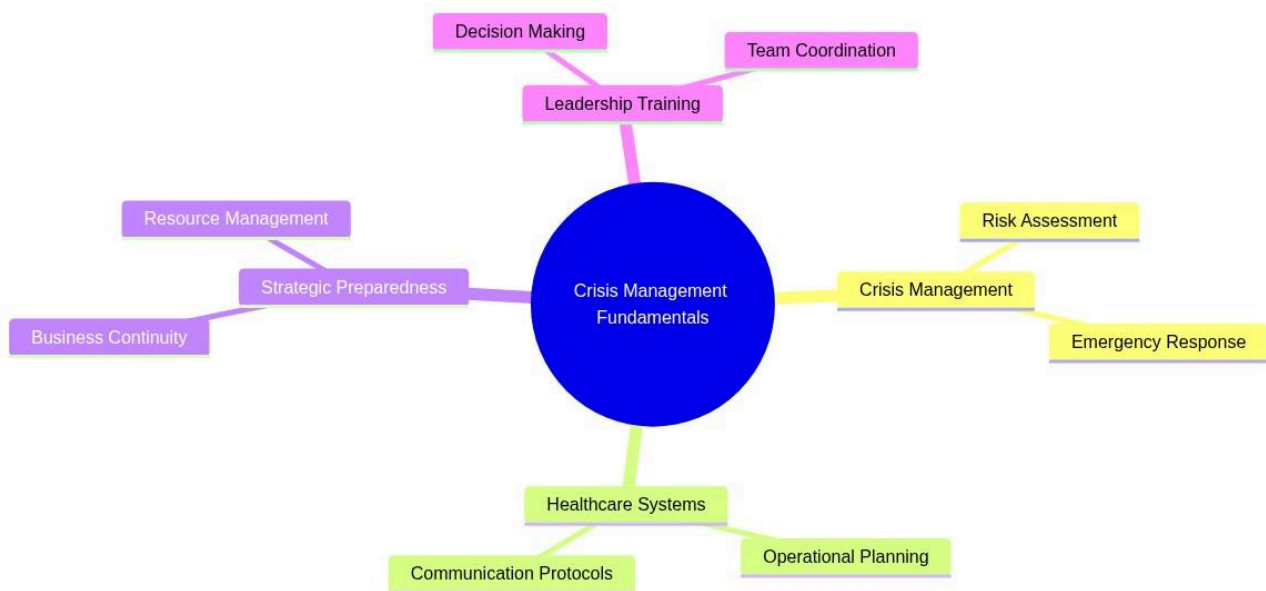 Decision Making
Team Coordination
Leadership Training
Resource Management
Risk Assessment
Strategic Preparedness
Crisis Management
Fundamentals
Crisis Management
Business Continuity
Emergency Response
Healthcare Systems
Operational Planning
Communication Protocols